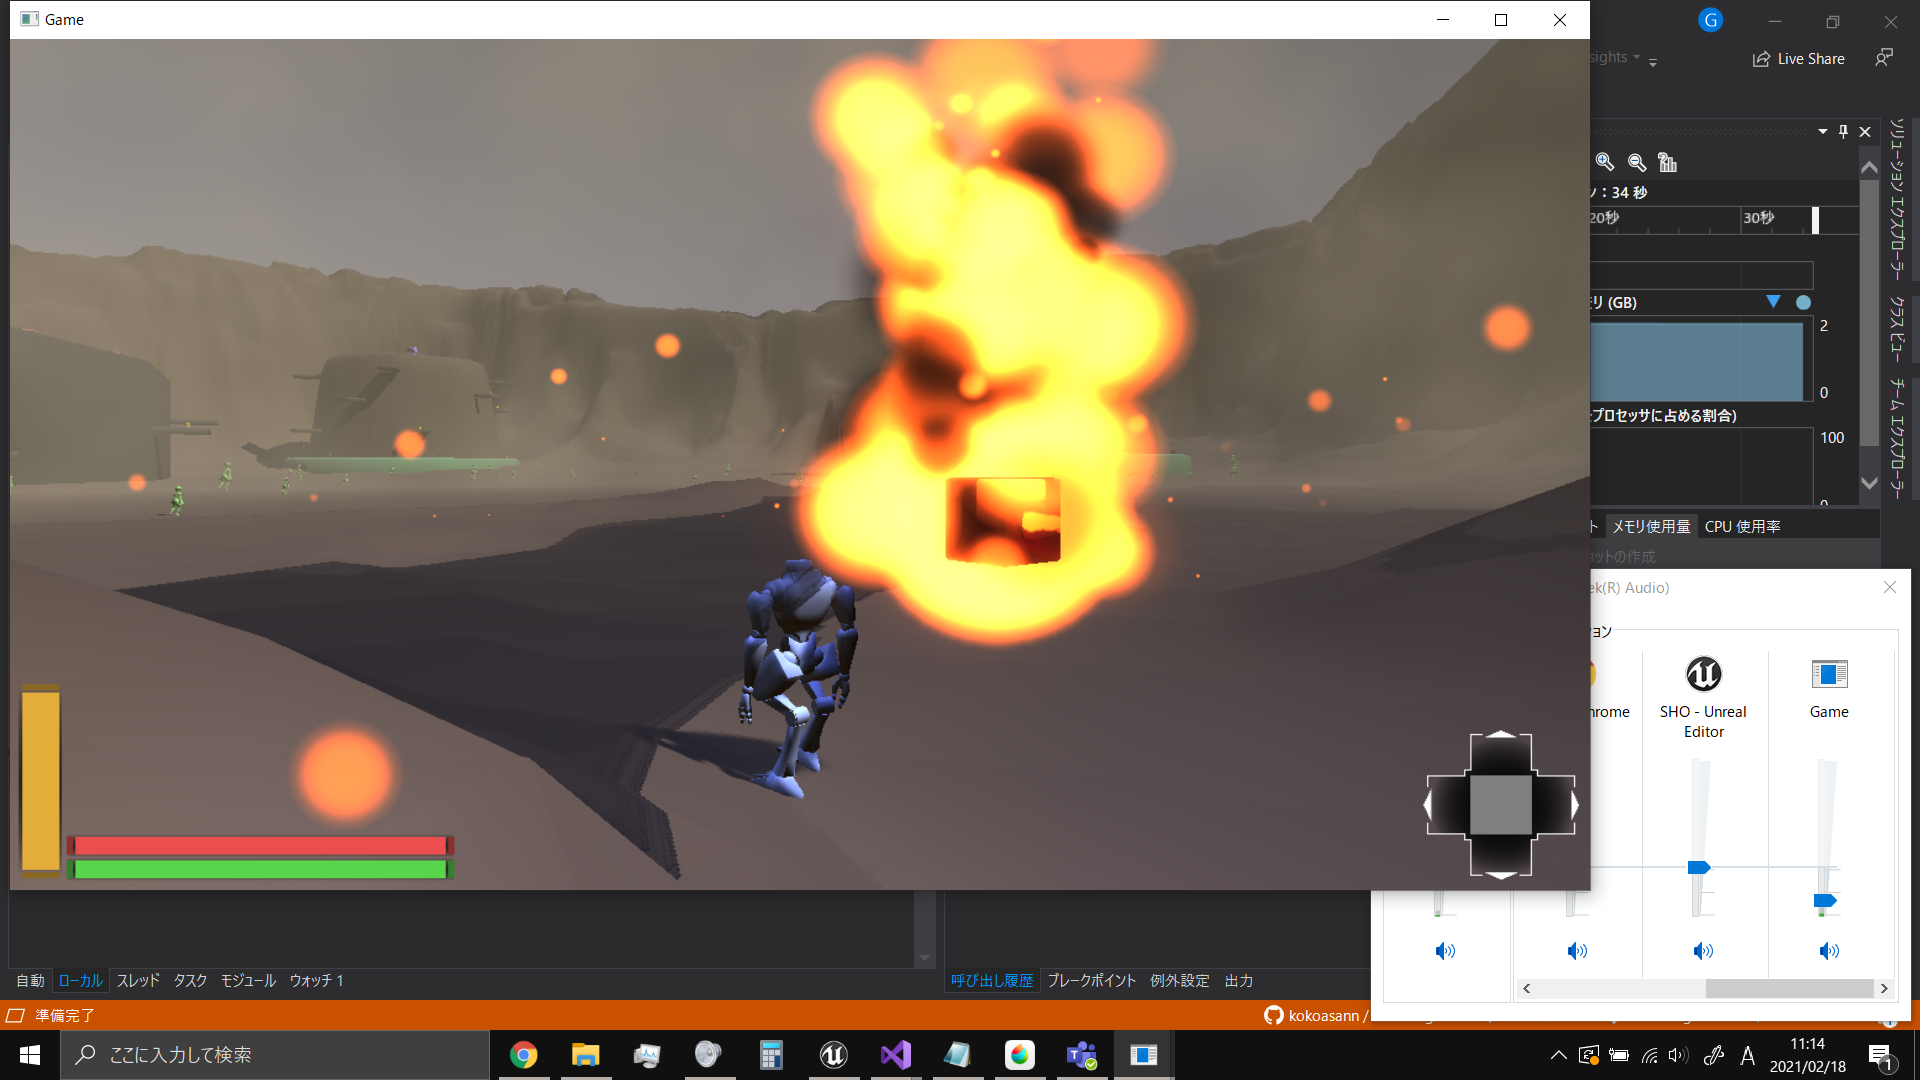 Game
G
sights
Live Share
ン：34 秒
20秒
30秒
モリ (GB)
2
0
プロセッサに占める割合)
100
0
メモリ使用量
CPU 使用率
ョットの作成
ソリューション エクスプローラー
クラス ビュー
チーム エクスプローラー
ek(R) Audio)
ョン
hrome
SHO - Unreal
Editor
Game
自動
ローカル
スレッド
タスク
モジュール
ウォッチ 1
呼び出し履歴
ブレークポイント
例外設定
出力
準備完了
kokoasann /
ここに入力して検索
A
11:14
2021/02/18
1